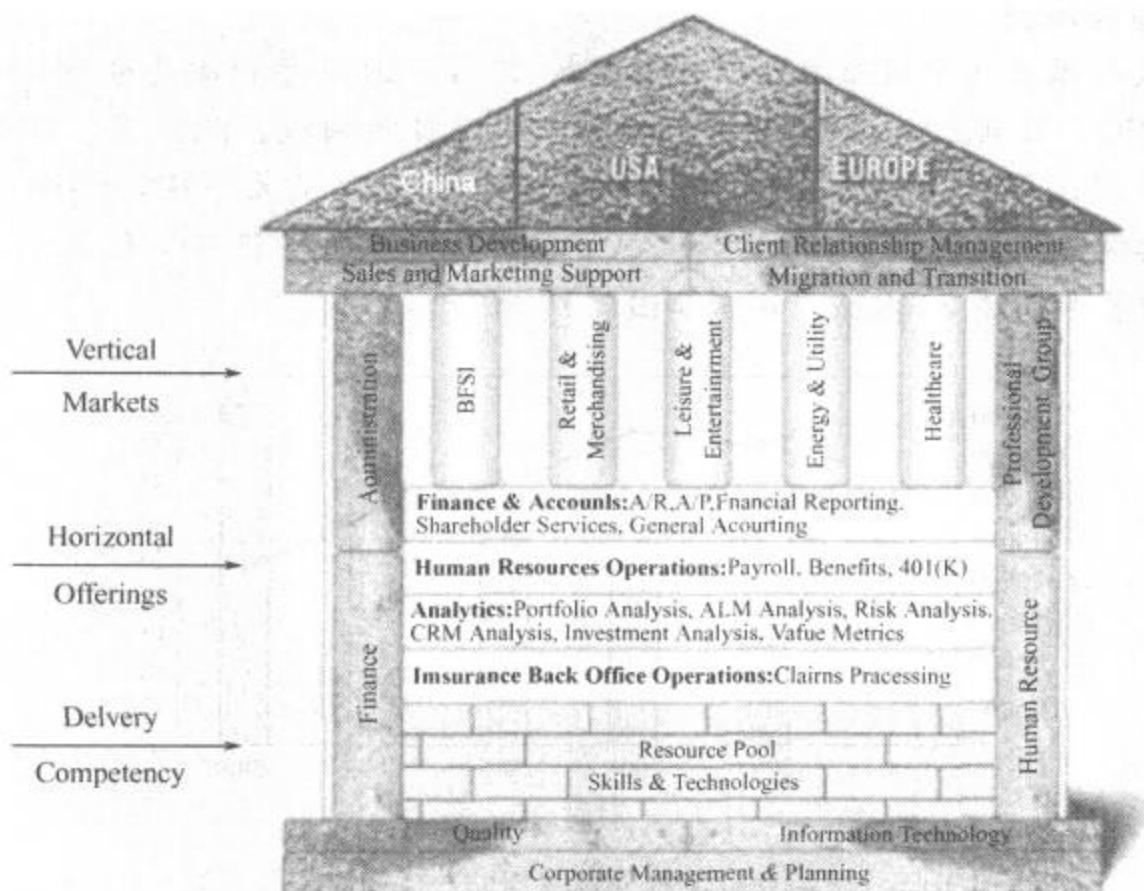 China
USA
EUROPE
Business Development
Client Relationship Management
Sales and Marketing Support
Migration and Transition
Vertical
Markets
Aoministration
BFSI
Retail &
Merchandising
Leisure &
Entertainrment
Energy & Utility
Healthcare
Professional
Development Group
Finance & Accounls:A/R,A/P,Fnancial Reporting.
Shareholder Services, General Acourting
Horizontal
Offerings
Human Resources Operations:Payroll, Benefits, 401(K)
Analytics:Portfolio Analysis, ALM Analysis, Risk Analysis.
CRM Analysis, Investment Analysis, Vafue Metrics
Finance
Human Resource
Imsurance Back Office Operations:Clairns Pracessing
Delvery
Competency
Resource Pool
Skills & Technologies
Quality
Information Technology
Corporate Management & Planning